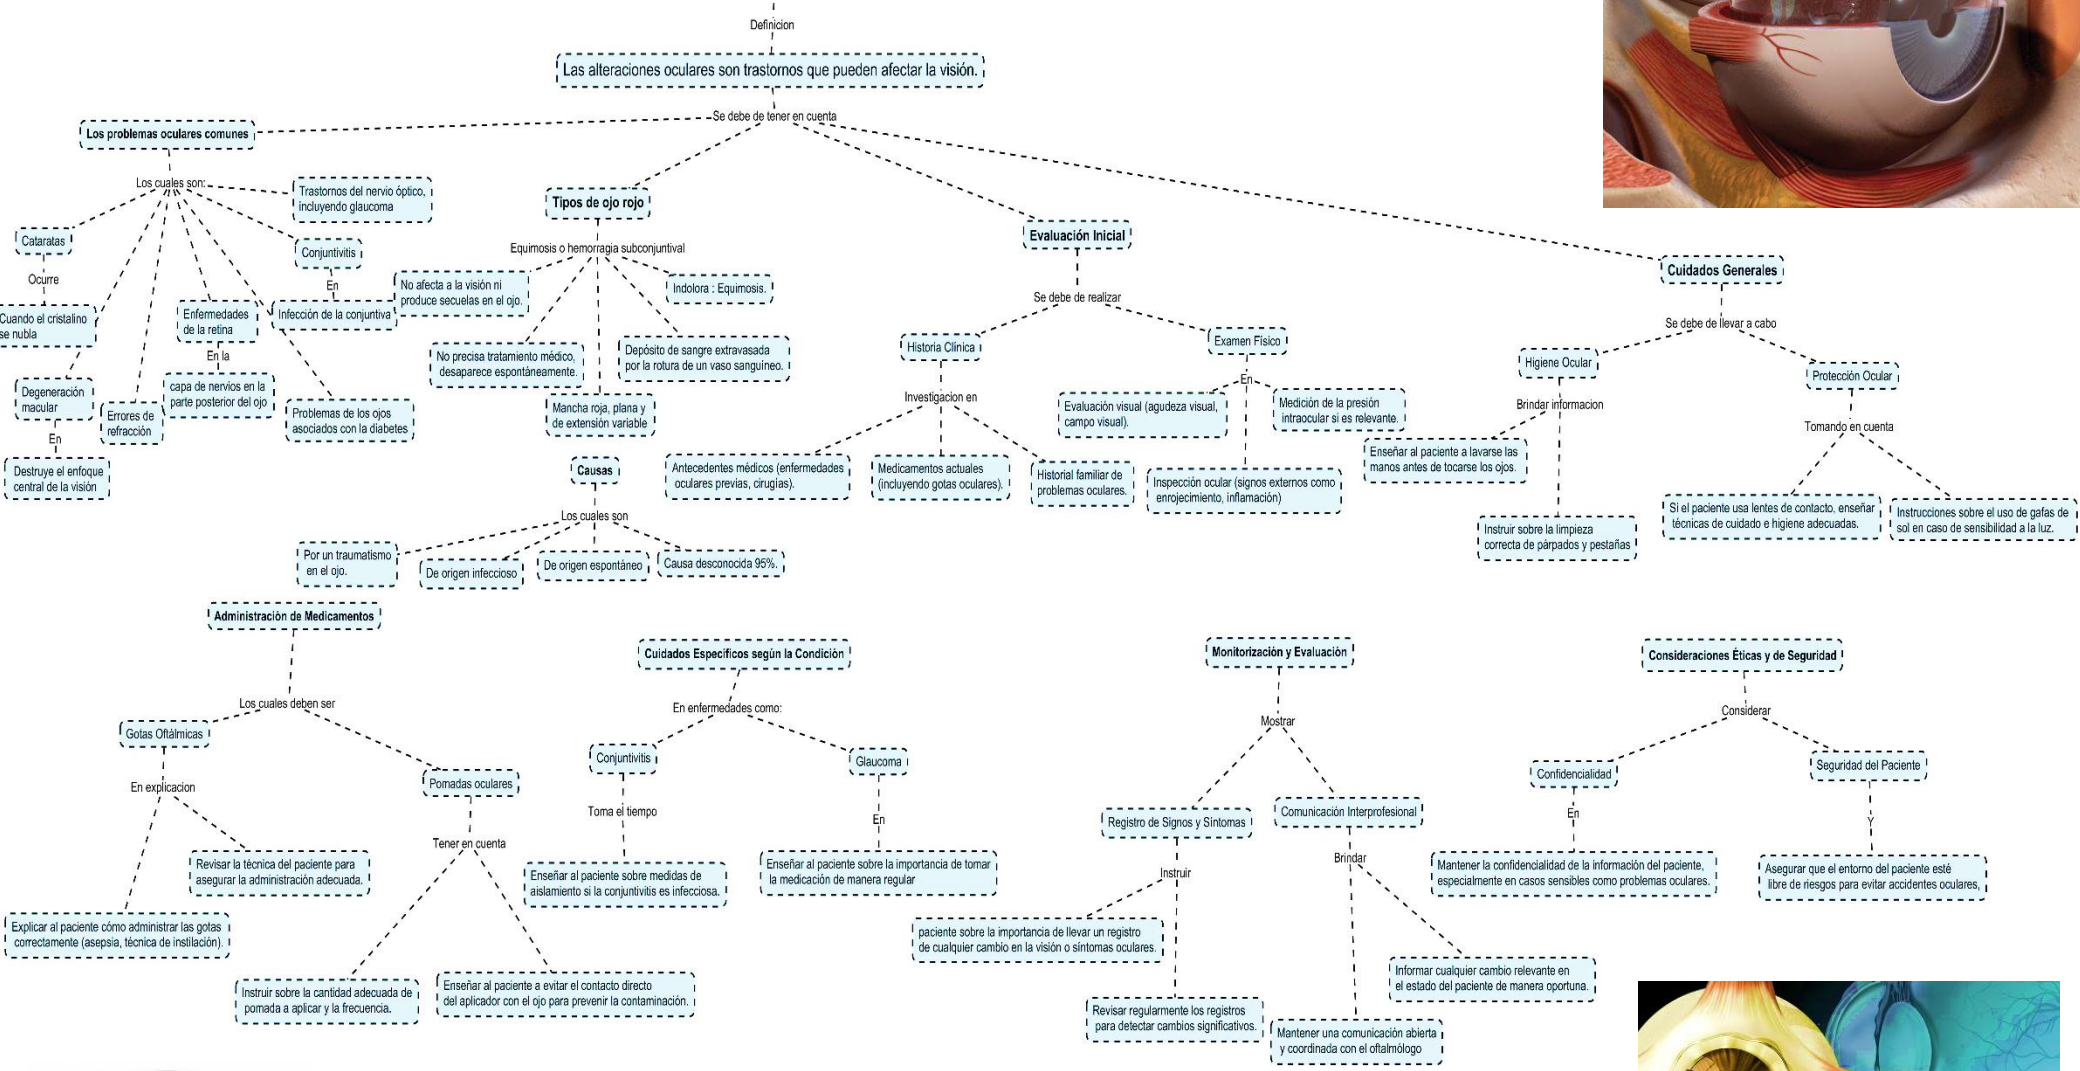 Definicion
Las alteraciones oculares son trastornos que pueden afectar la visión.
Se debe de tener en cuenta
Los problemas oculares comunes
Los cuales son:
Trastornos del nervio óptico,
incluyendo glaucoma
Cataratas
Ocurre
Cuando el cristalino
se nubla
Conjuntivitis
En
Infección de la conjuntiva
Enfermedades
de la retina
En la
capa de nervios en la
parte posterior del ojo
Degeneración
macular
En
Destruye el enfoque
central de la visión
Errores de
refracción
Problemas de los ojos
asociados con la diabetes
Tipos de ojo rojo
Equimosis o hemorragia subconjuntival
No afecta a la visión ni
produce secuelas en el ojo.
Indolora : Equimosis.
No precisa tratamiento médico,
desaparece espontáneamente.
Depósito de sangre extravasada
por la rotura de un vaso sanguíneo.
Mancha roja, plana y
de extensión variable
Causas
Los cuales son
Por un traumatismo
en el ojo.
De origen infeccioso
De origen espontáneo
Causa desconocida 95%.
Evaluación Inicial
Se debe de realizar
Historia Clínica
Investigacion en
Antecedentes médicos (enfermedades
oculares previas, cirugías).
Medicamentos actuales
(incluyendo gotas oculares).
Historial familiar de
problemas oculares.
Examen Físico
En
Evaluación visual (agudeza visual,
campo visual).
Medición de la presión
intraocular si es relevante.
Inspección ocular (signos externos como
enrojecimiento, inflamación)
Cuidados Generales
Se debe de llevar a cabo
Higiene Ocular
Brindar informacion
Enseñar al paciente a lavarse las
manos antes de tocarse los ojos.
Instruir sobre la limpieza
correcta de párpados y pestañas
Protección Ocular
Tomando en cuenta
Si el paciente usa lentes de contacto, enseñar
técnicas de cuidado e higiene adecuadas.
Instrucciones sobre el uso de gafas de
sol en caso de sensibilidad a la luz.
Administración de Medicamentos
Los cuales deben ser
Gotas Oftálmicas
En explicacion
Revisar la técnica del paciente para
asegurar la administración adecuada.
Explicar al paciente cómo administrar las gotas
correctamente (asepsia, técnica de instilación).
Pomadas oculares
Tener en cuenta
Instruir sobre la cantidad adecuada de
pomada a aplicar y la frecuencia.
Enseñar al paciente a evitar el contacto directo
del aplicador con el ojo para prevenir la contaminación.
Cuidados Específicos según la Condición
En enfermedades como:
Conjuntivitis
Toma el tiempo
Enseñar al paciente sobre medidas de
aislamiento si la conjuntivitis es infecciosa.
Glaucoma
En
Enseñar al paciente sobre la importancia de tomar
la medicación de manera regular
Monitorización y Evaluación
Mostrar
Registro de Signos y Síntomas
Instruir
paciente sobre la importancia de llevar un registro
de cualquier cambio en la visión o síntomas oculares.
Revisar regularmente los registros
para detectar cambios significativos.
Comunicación Interprofesional
Brindar
Informar cualquier cambio relevante en
el estado del paciente de manera oportuna.
Mantener una comunicación abierta
y coordinada con el oftalmólogo
Consideraciones Éticas y de Seguridad
Considerar
Confidencialidad
En
Mantener la confidencialidad de la información del paciente,
especialmente en casos sensibles como problemas oculares.
Seguridad del Paciente
Y
Asegurar que el entorno del paciente esté
libre de riesgos para evitar accidentes oculares,